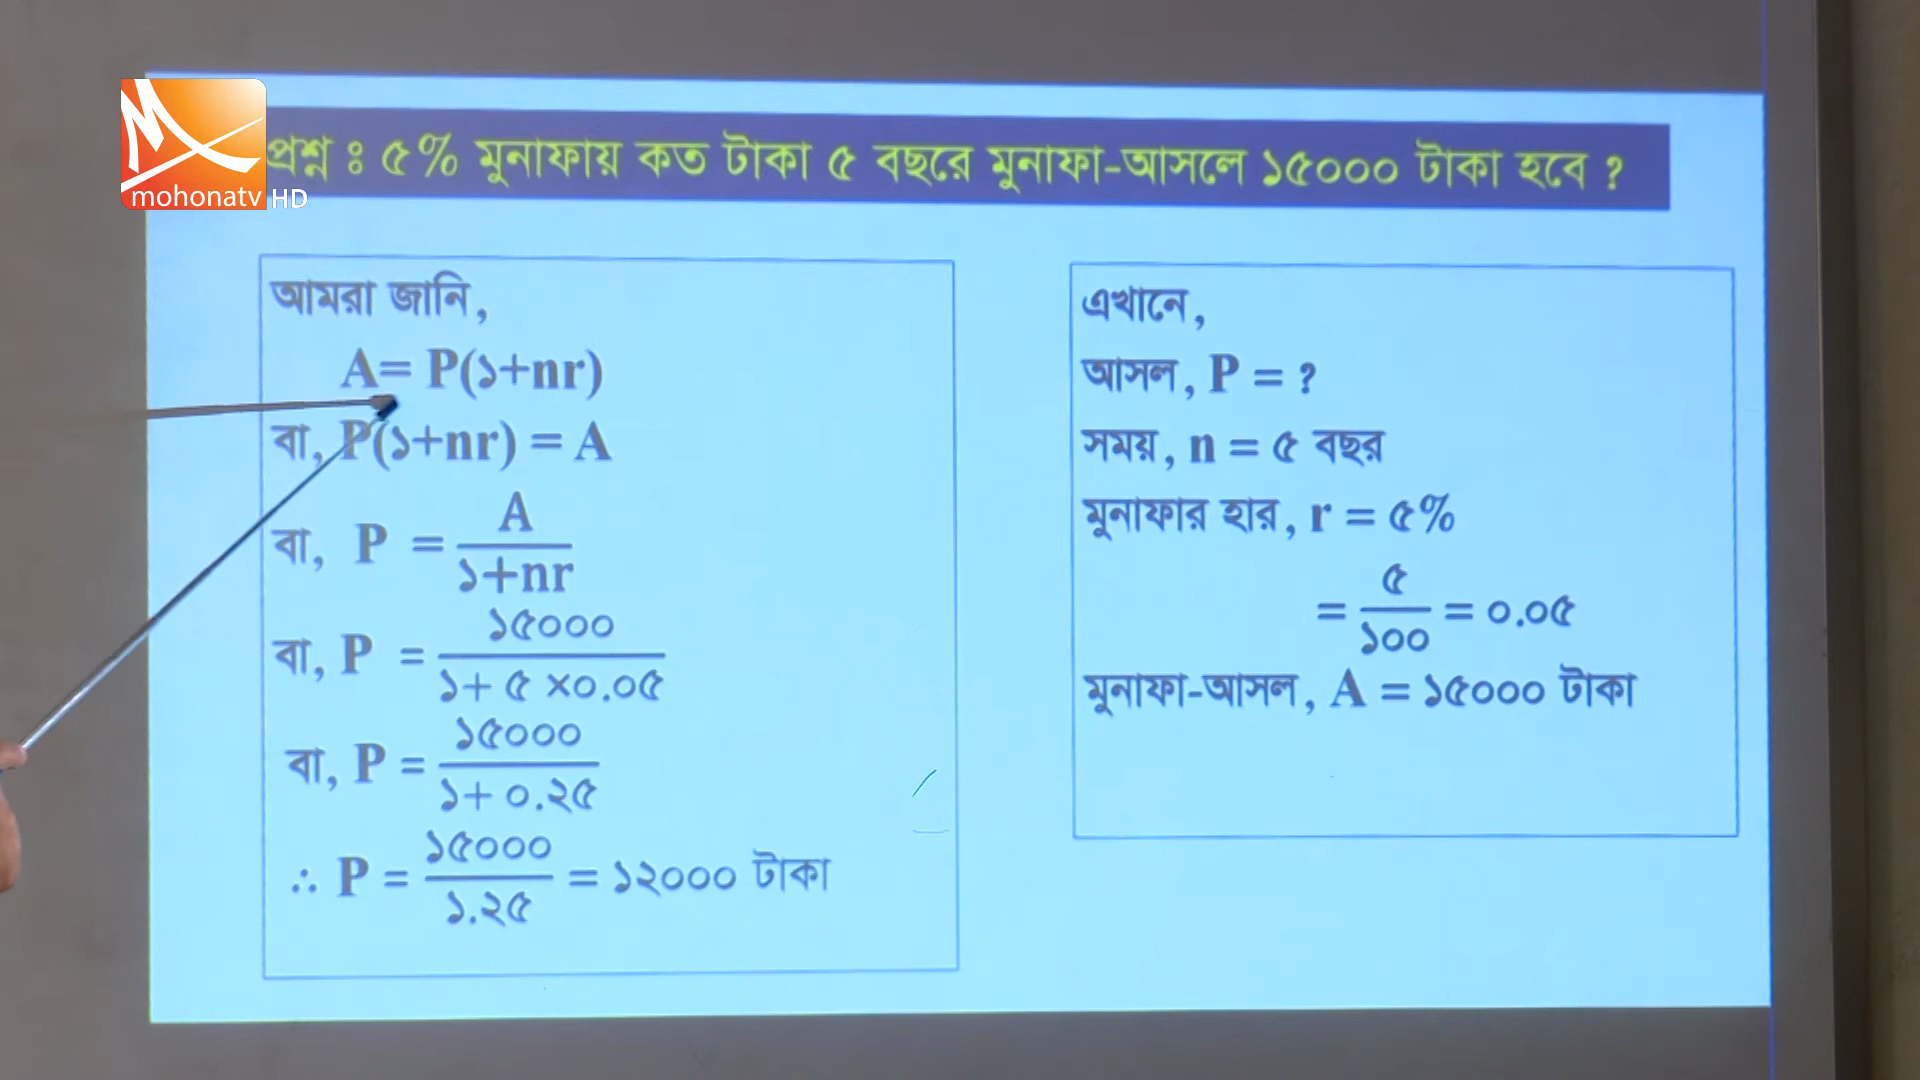 mohonatv HD
প্রশ্ন ঃ ৫% মুনাফায় কত টাকা ৫ বছরে মুনাফা-আসলে ১৫০০০ টাকা হবে ?
আমরা জানি,
A= P(১+nr)
বা, P(১+nr) = A
বা, P = A / ১+nr
বা, P = ১৫০০০ / ১+ ৫ ×০.০৫
বা, P = ১৫০০০ / ১+ ০.২৫
∴ P = ১৫০০০ / ১.২৫ = ১২০০০ টাকা
এখানে,
আসল, P = ?
সময়, n = ৫ বছর
মুনাফার হার, r = ৫%
= ৫ / ১০০ = ০.০৫
মুনাফা-আসল, A = ১৫০০০ টাকা